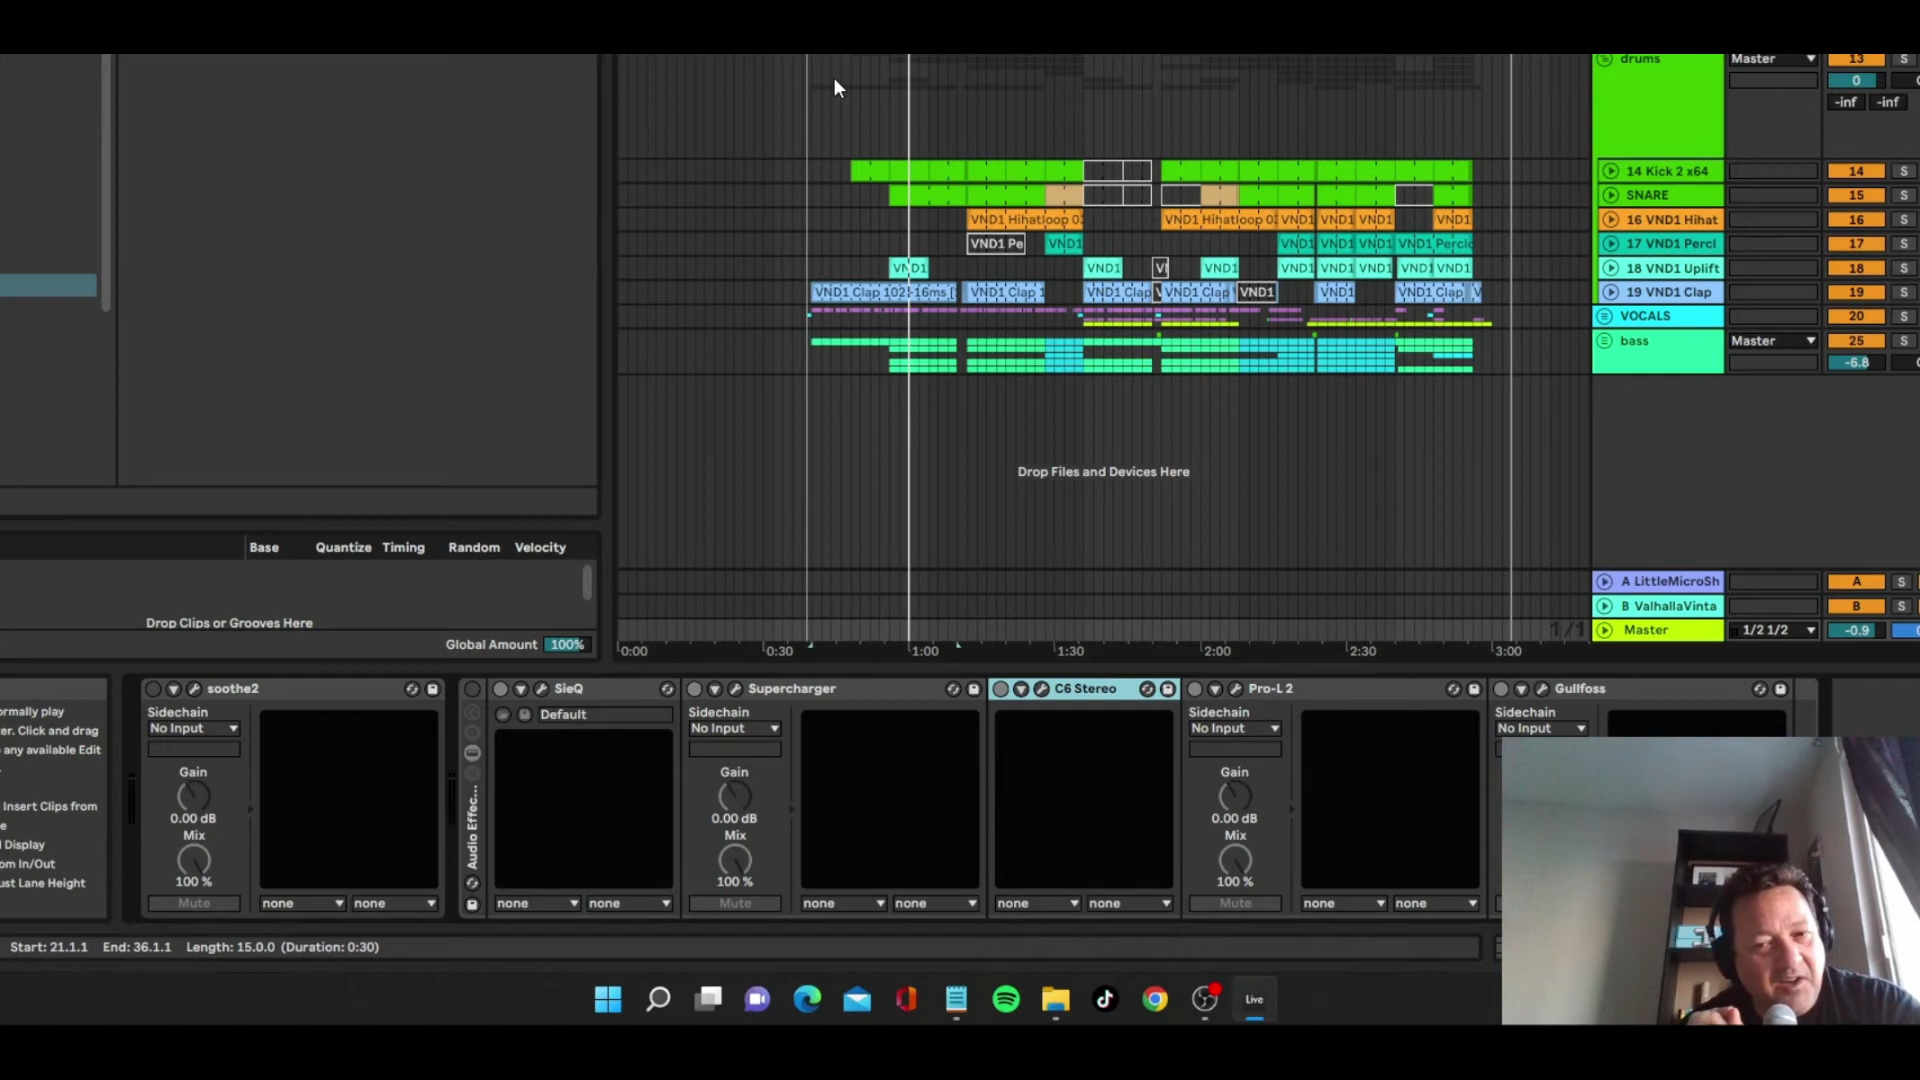 drums Master 13 S
0
-inf -inf
14 Kick 2 x64 14 S
SNARE 15 S
VND1 Hihatloop 0 VND1 Hihatloop 0 VND1 VND1 VND1 VND1 16 VND1 Hihat 16 S
VND1 Pe VND1 VND1 VND1 VND1 VND1 Perclo 17 VND1 Percl 17 S
VND1 VND1 VND1 VND1 VND1 VND1 VND1 VND1 18 VND1 Uplift 18 S
VND1 Clap 102 -16ms [ VND1 Clap 1 VND1 Clap VND1 Clap VND1 VND1 VND1 Clap V 19 VND1 Clap 19 S
VOCALS 20 S
bass Master 25 S
-6.8
Drop Files and Devices Here
Base Quantize Timing Random Velocity
Drop Clips or Grooves Here
Global Amount 100%
A LittleMicroSh A S
B ValhallaVinta B S
1/1 Master 1/2 1/2 -0.9
0:00 0:30 1:00 1:30 2:00 2:30 3:00
soothe2 SieQ Supercharger C6 Stereo Pro-L 2 Gullfoss
Sidechain Default Sidechain Sidechain Sidechain
No Input No Input No Input No Input
Gain Gain Gain
0.00 dB 0.00 dB 0.00 dB
Mix Mix Mix
100 % 100 % 100 %
Mute none none none none Mute none none none none Mute none none none
Audio Effec...
ormally play
ter. Click and drag
e any available Edit
Insert Clips from
e
d Display
om In/Out
ust Lane Height
Start: 21.1.1 End: 36.1.1 Length: 15.0.0 (Duration: 0:30)
Live